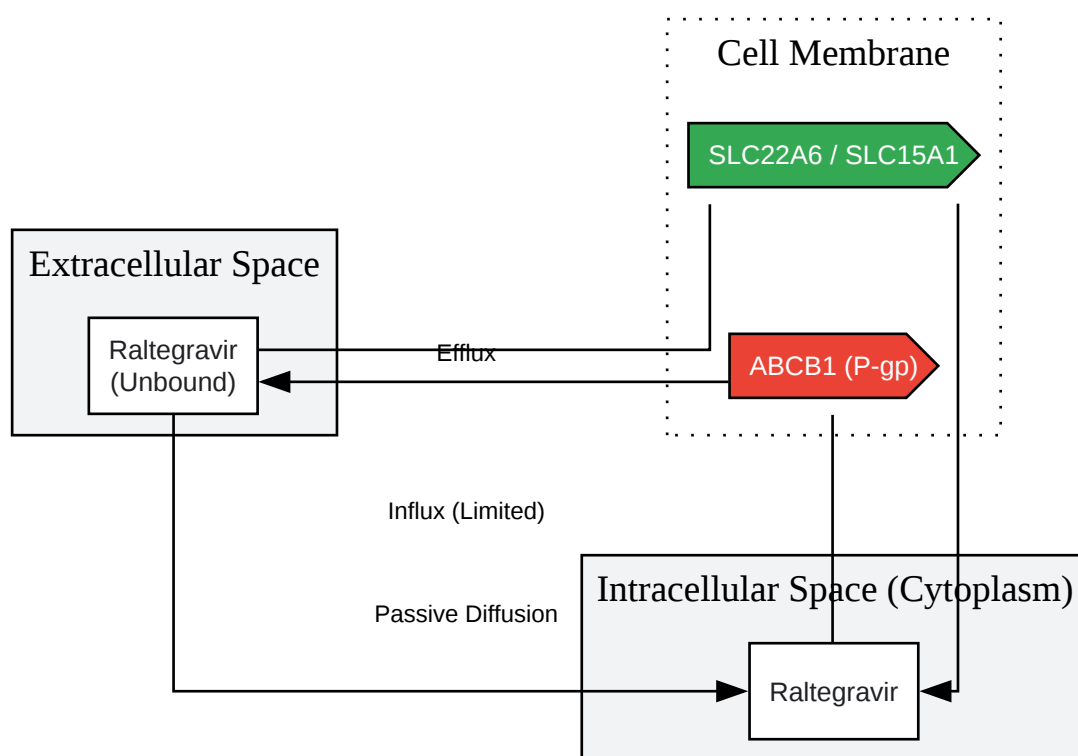 Cell Membrane
SLC22A6 / SLC15A1
Extracellular Space
Raltegravir
(Unbound)
Efflux
ABCB1 (P-gp)
Influx (Limited)
Intracellular Space (Cytoplasm)
Passive Diffusion
Raltegravir